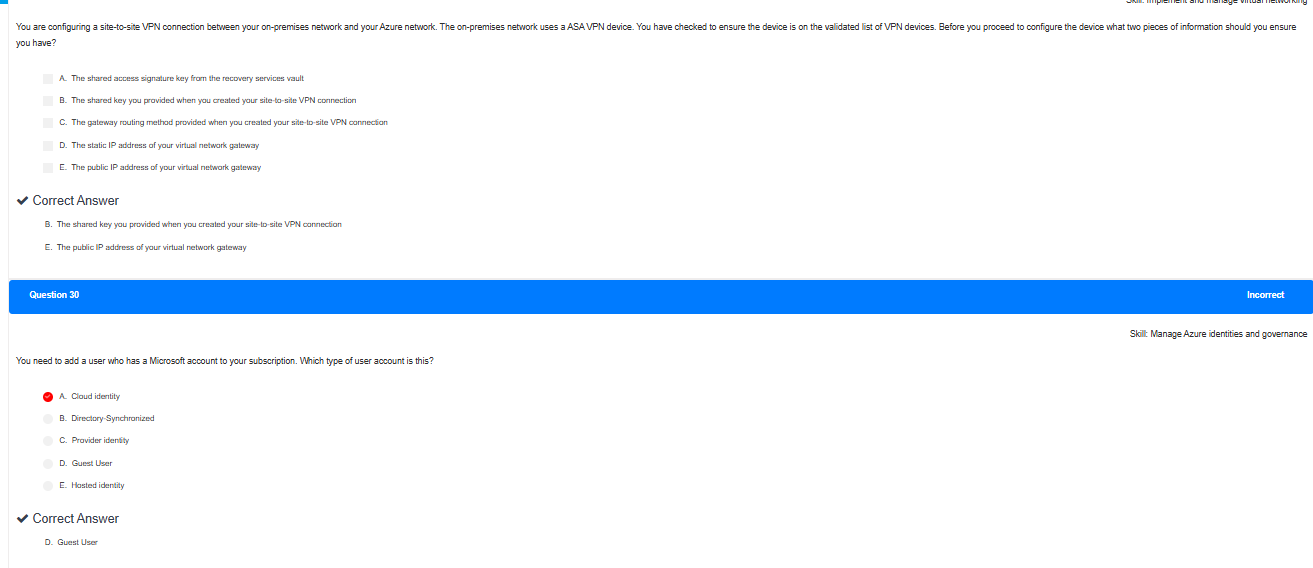 Skill: Implement and manage virtual networking
You are configuring a site-to-site VPN connection between your on-premises network and your Azure network. The on-premises network uses a ASA VPN device. You have checked to ensure the device is on the validated list of VPN devices. Before you proceed to configure the device what two pieces of information should you ensure
you have?
A. The shared access signature key from the recovery services vault
B. The shared key you provided when you created your site-to-site VPN connection
C. The gateway routing method provided when you created your site-to-site VPN connection
D. The static IP address of your virtual network gateway
E. The public IP address of your virtual network gateway
Correct Answer
B. The shared key you provided when you created your site-to-site VPN connection
E. The public IP address of your virtual network gateway
Question 30 Incorrect
Skill: Manage Azure identities and governance
You need to add a user who has a Microsoft account to your subscription. Which type of user account is this?
A. Cloud identity
B. Directory-Synchronized
C. Provider identity
D. Guest User
E. Hosted identity
Correct Answer
D. Guest User